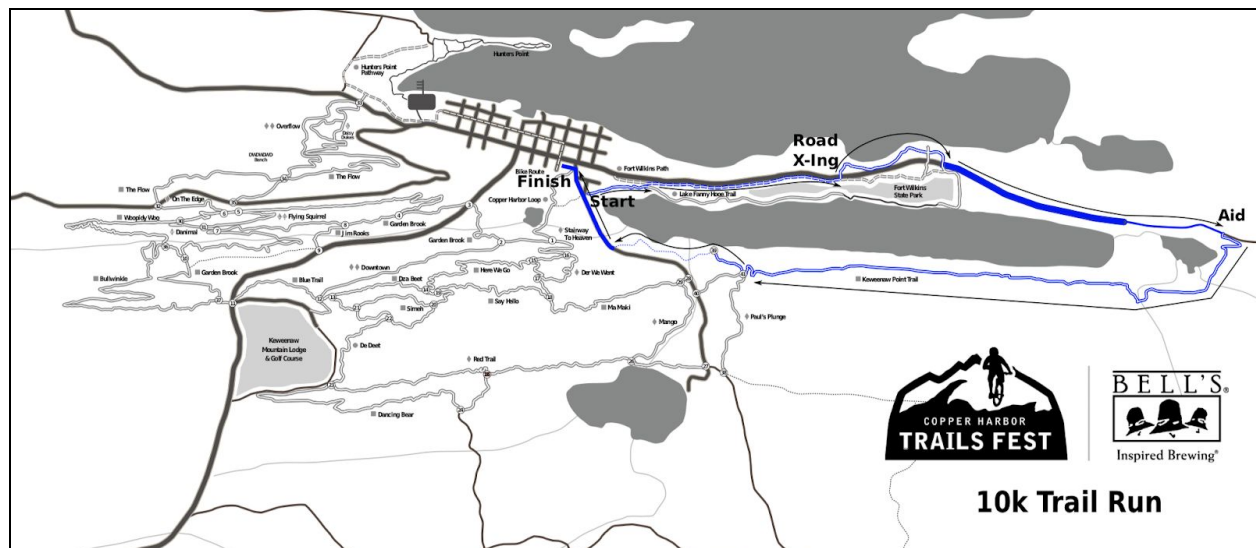 Hunters Point
Hunters Point
Pathway
Overflow
Daisy
Dukes
Bench
The Flow
The Flow
On The Edge
Woopidy Woo
Flying Squirrel
Danimal
Jim Rooks
Garden Brook
Bullwinkle
Garden Brook
Blue Trail
Downtown
Garden Brook
Copper Harbor Loop
Bike Route
Finish
Start
Fort Wilkins Path
Lake Fanny Hooe Trail
Road
X-Ing
Fort Wilkins
State Park
Aid
Stairway
To Heaven
Here We Go
Der We Went
Dza Beet
Simeh
Say Hello
Ma Maki
Mango
Paul's Plunge
Keweenaw Point Trail
De Deet
Red Trail
Dancing Bear
Keweenaw
Mountain Lodge
& Golf Course
COPPER HARBOR
TRAILS FEST
BELL'S®
Inspired Brewing®
10k Trail Run